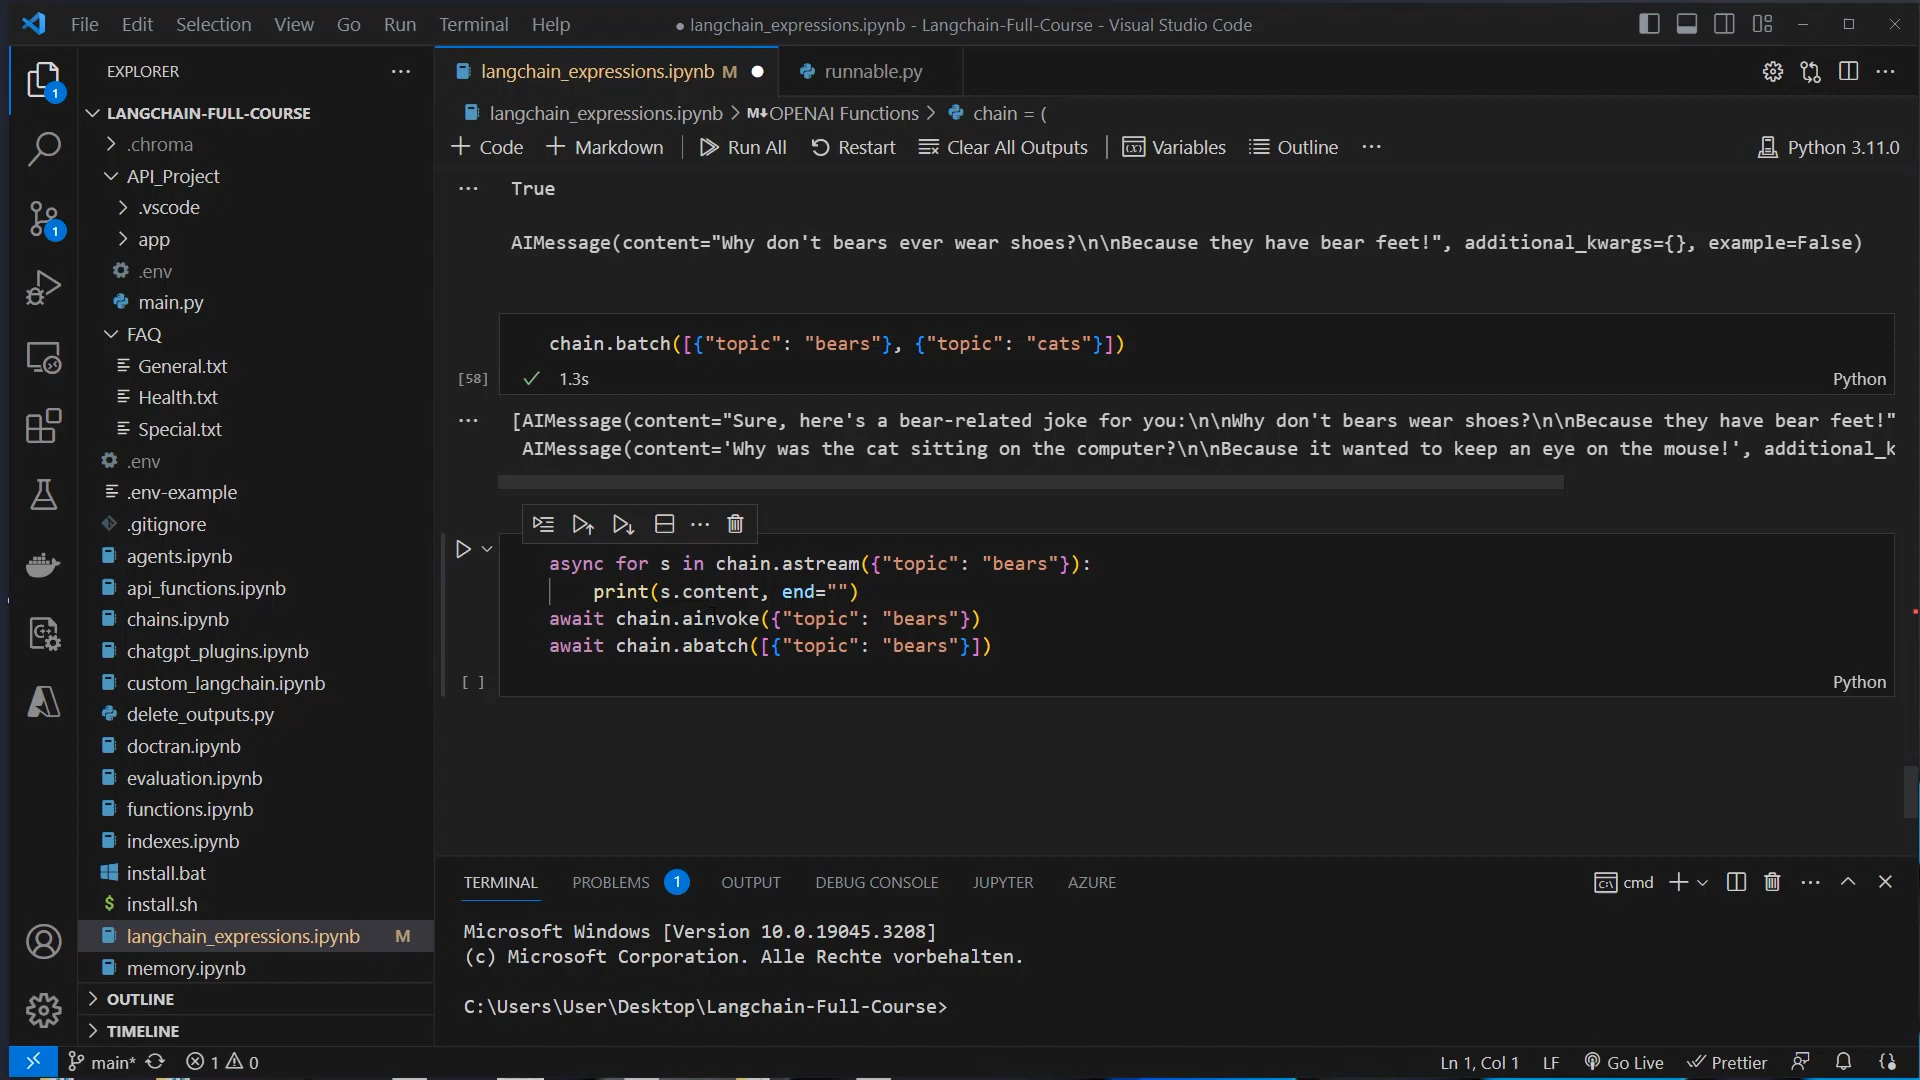 File Edit Selection View Go Run Terminal Help
● langchain_expressions.ipynb - Langchain-Full-Course - Visual Studio Code
EXPLORER
langchain_expressions.ipynb M
runnable.py
LANGCHAIN-FULL-COURSE
langchain_expressions.ipynb > M↓OPENAI Functions > chain = (
Code Markdown Run All Restart Clear All Outputs Variables Outline ...
Python 3.11.0
.chroma
API_Project
.vscode
app
.env
main.py
FAQ
General.txt
Health.txt
Special.txt
.env
.env-example
.gitignore
agents.ipynb
api_functions.ipynb
chains.ipynb
chatgpt_plugins.ipynb
custom_langchain.ipynb
delete_outputs.py
doctran.ipynb
evaluation.ipynb
functions.ipynb
indexes.ipynb
install.bat
install.sh
langchain_expressions.ipynb M
memory.ipynb
OUTLINE
TIMELINE
1
1
True
AIMessage(content="Why don't bears ever wear shoes?\n\nBecause they have bear feet!", additional_kwargs={}, example=False)
chain.batch([{"topic": "bears"}, {"topic": "cats"}])
[58] 1.3s Python
[AIMessage(content="Sure, here's a bear-related joke for you:\n\nWhy don't bears wear shoes?\n\nBecause they have bear feet!"
AIMessage(content='Why was the cat sitting on the computer?\n\nBecause it wanted to keep an eye on the mouse!', additional_k
async for s in chain.astream({"topic": "bears"}):
print(s.content, end="")
await chain.ainvoke({"topic": "bears"})
await chain.abatch([{"topic": "bears"}])
[ ] Python
TERMINAL PROBLEMS 1 OUTPUT DEBUG CONSOLE JUPYTER AZURE
cmd
Microsoft Windows [Version 10.0.19045.3208]
(c) Microsoft Corporation. Alle Rechte vorbehalten.
C:\Users\User\Desktop\Langchain-Full-Course>
main* 1 0
Ln 1, Col 1 LF Go Live Prettier